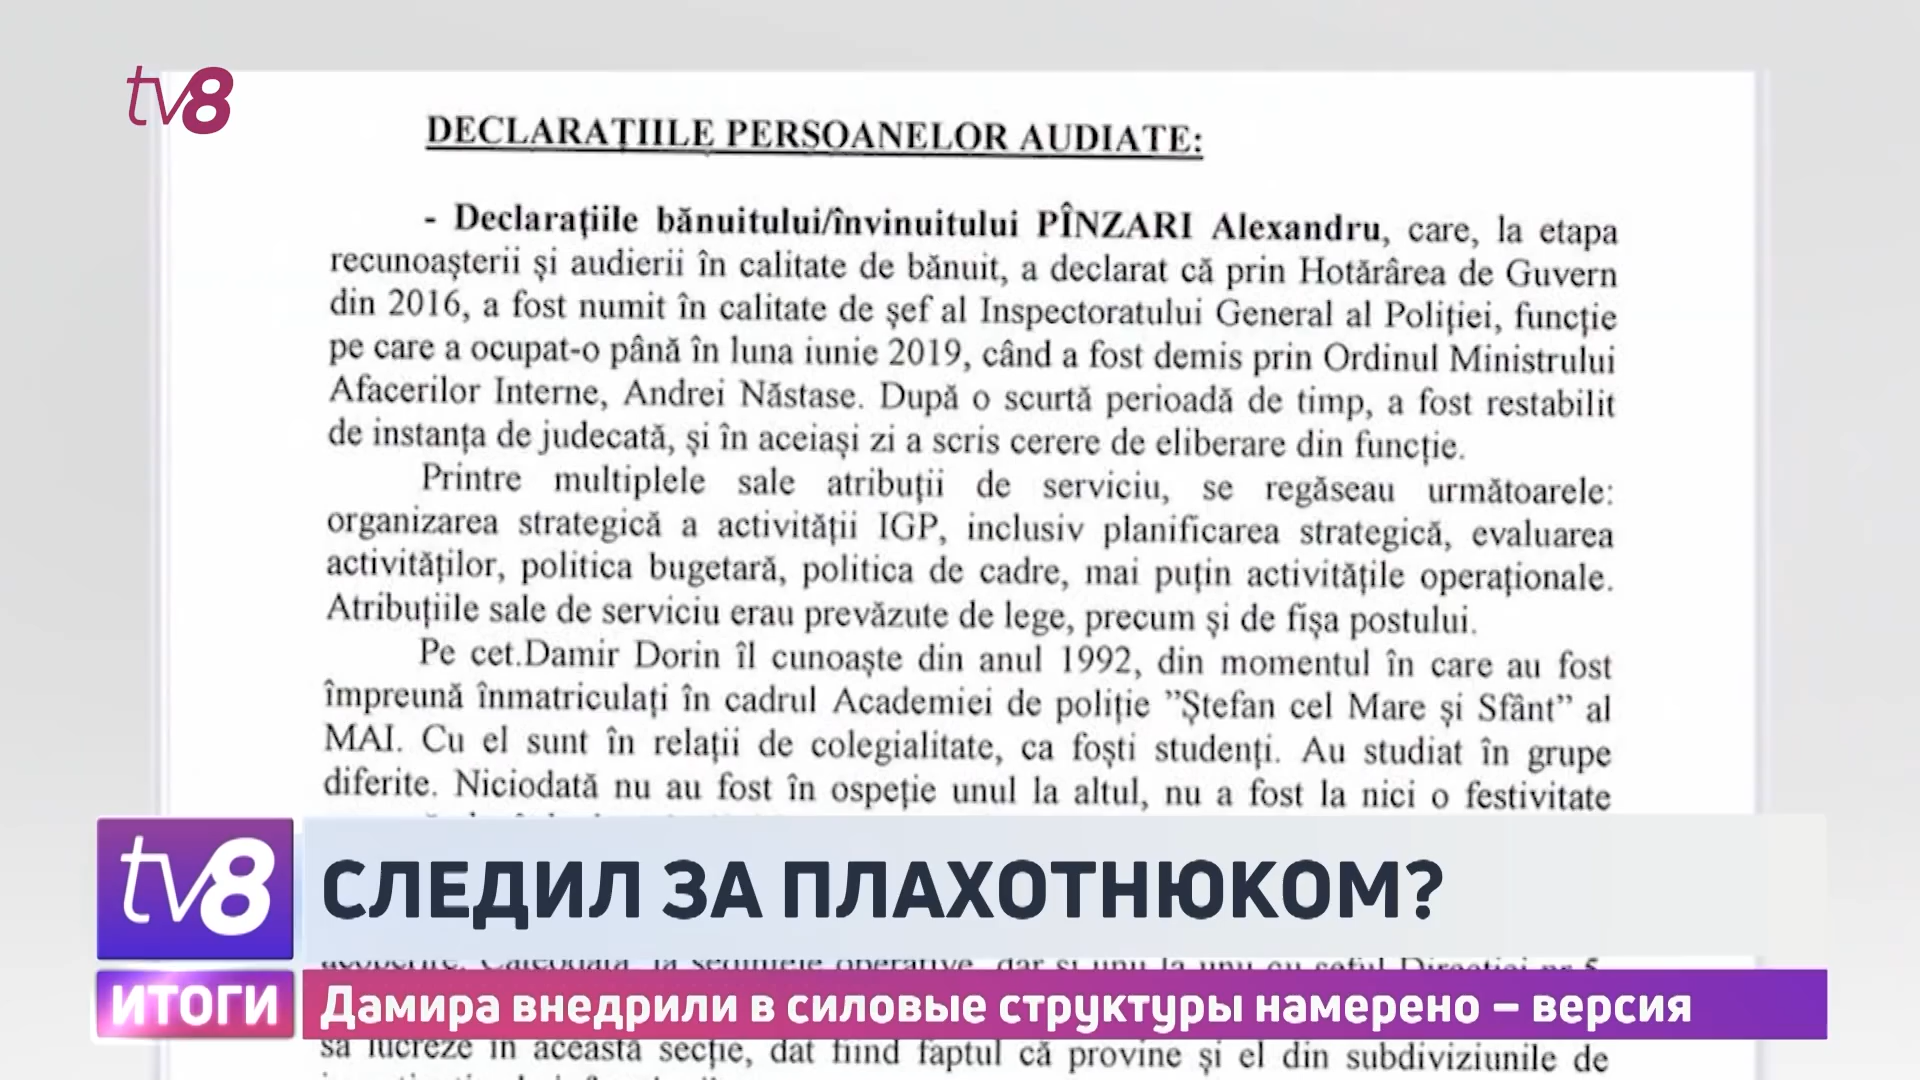 tv8
DECLARAȚIILE PERSOANELOR AUDIATE:
- Declarațiile bănuitului/învinuitului PÎNZARI Alexandru, care, la etapa
recunoașterii și audierii în calitate de bănuit, a declarat că prin Hotărârea de Guvern
din 2016, a fost numit în calitate de șef al Inspectoratului General al Poliției, funcție
pe care a ocupat-o până în luna iunie 2019, când a fost demis prin Ordinul Ministrului
Afacerilor Interne, Andrei Năstase. După o scurtă perioadă de timp, a fost restabilit
de instanța de judecată, și în aceiași zi a scris cerere de eliberare din funcție.
Printre multiplele sale atribuții de serviciu, se regăseau următoarele:
organizarea strategică a activității IGP, inclusiv planificarea strategică, evaluarea
activităților, politica bugetară, politica de cadre, mai puțin activitățile operaționale.
Atribuțiile sale de serviciu erau prevăzute de lege, precum și de fișa postului.
Pe cet.Damir Dorin îl cunoaște din anul 1992, din momentul în care au fost
împreună înmatriculați în cadrul Academiei de poliție ”Ștefan cel Mare și Sfânt” al
MAI. Cu el sunt în relații de colegialitate, ca foști studenți. Au studiat în grupe
diferite. Niciodată nu au fost în ospeție unul la altul, nu a fost la nici o festivitate
tv8
СЛЕДИЛ ЗА ПЛАХОТНЮКОМ?
ИТОГИ
Дамира внедрили в силовые структуры намерено – версия
să lucreze în această secție, dat fiind faptul că provine și el din subdiviziunile de